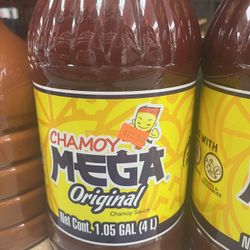 CHAMOY
MEGA
Original
Chamoy Sauce
Net Cont. 1.05 GAL (4 L)
WITH